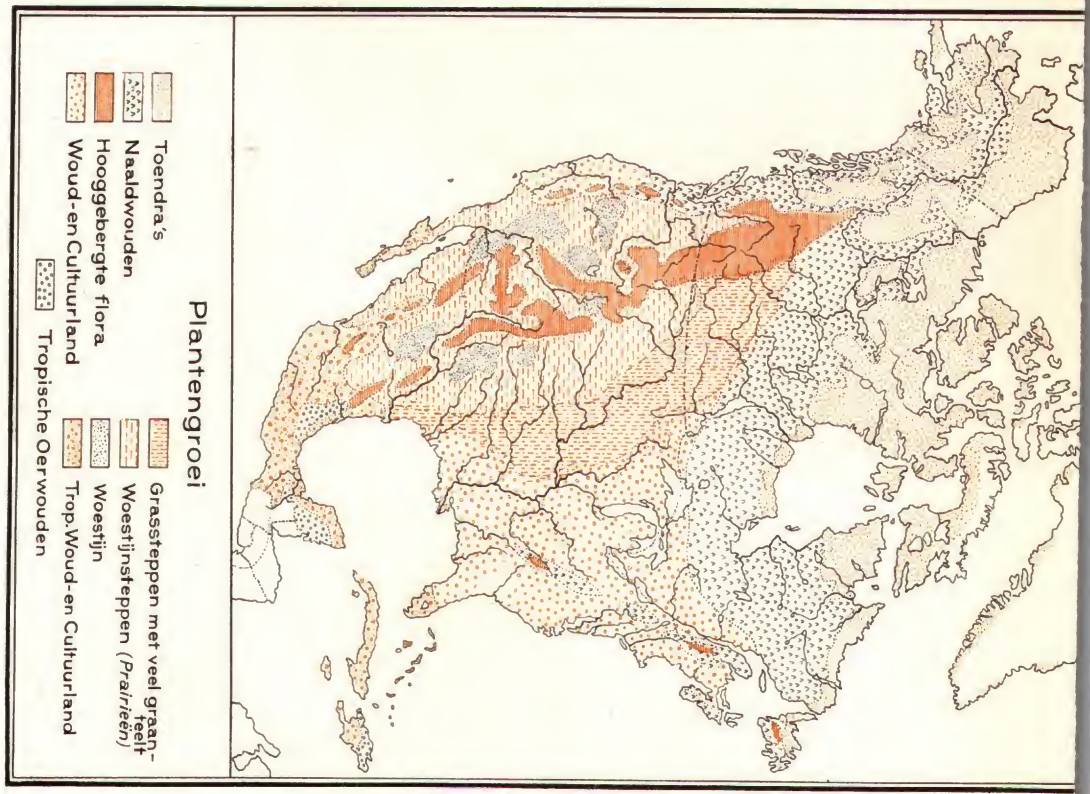 Plantengroei
Toendra's
Naaldwouden
Hooggebergte flora
Woud-en Cultuurland
Grassteppen met veel graan-
teelt
Woestijnsteppen (Prairieën)
Woestijn
Trop. Woud-en Cultuurland
Tropische Oerwouden